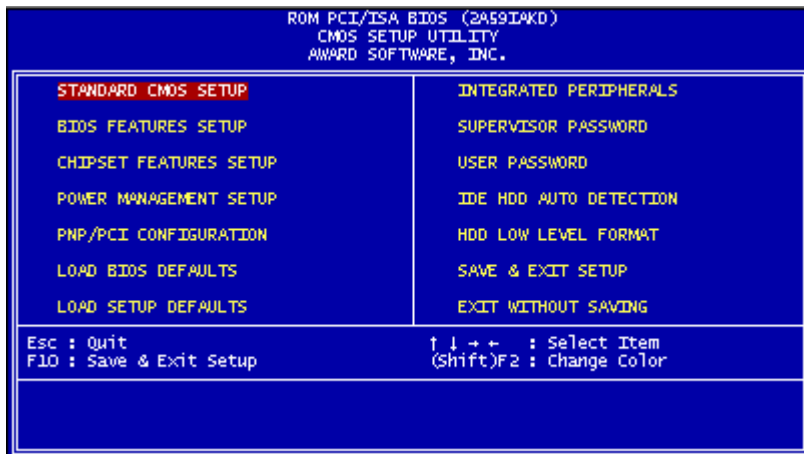 ROM PCI/ISA BIOS (2A59IAKD)
CMOS SETUP UTILITY
AWARD SOFTWARE, INC.
STANDARD CMOS SETUP
BIOS FEATURES SETUP
CHIPSET FEATURES SETUP
POWER MANAGEMENT SETUP
PNP/PCI CONFIGURATION
LOAD BIOS DEFAULTS
LOAD SETUP DEFAULTS
INTEGRATED PERIPHERALS
SUPERVISOR PASSWORD
USER PASSWORD
IDE HDD AUTO DETECTION
HDD LOW LEVEL FORMAT
SAVE & EXIT SETUP
EXIT WITHOUT SAVING
Esc : Quit
F10 : Save & Exit Setup
↑ ↓ → ← : Select Item
(Shift)F2 : Change Color